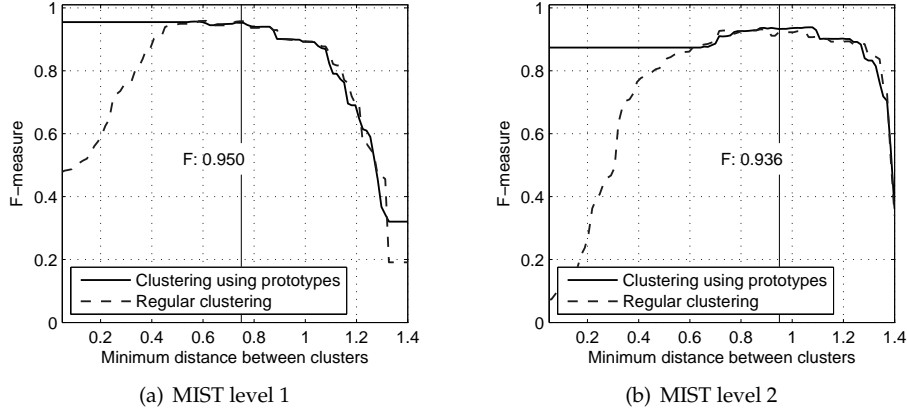 1
0.8
0.6
0.4
0.2
0
F−measure
F: 0.950
Clustering using prototypes
Regular clustering
0.2 0.4 0.6 0.8 1 1.2 1.4
Minimum distance between clusters
(a) MIST level 1
1
0.8
0.6
0.4
0.2
0
F−measure
F: 0.936
Clustering using prototypes
Regular clustering
0.2 0.4 0.6 0.8 1 1.2 1.4
Minimum distance between clusters
(b) MIST level 2